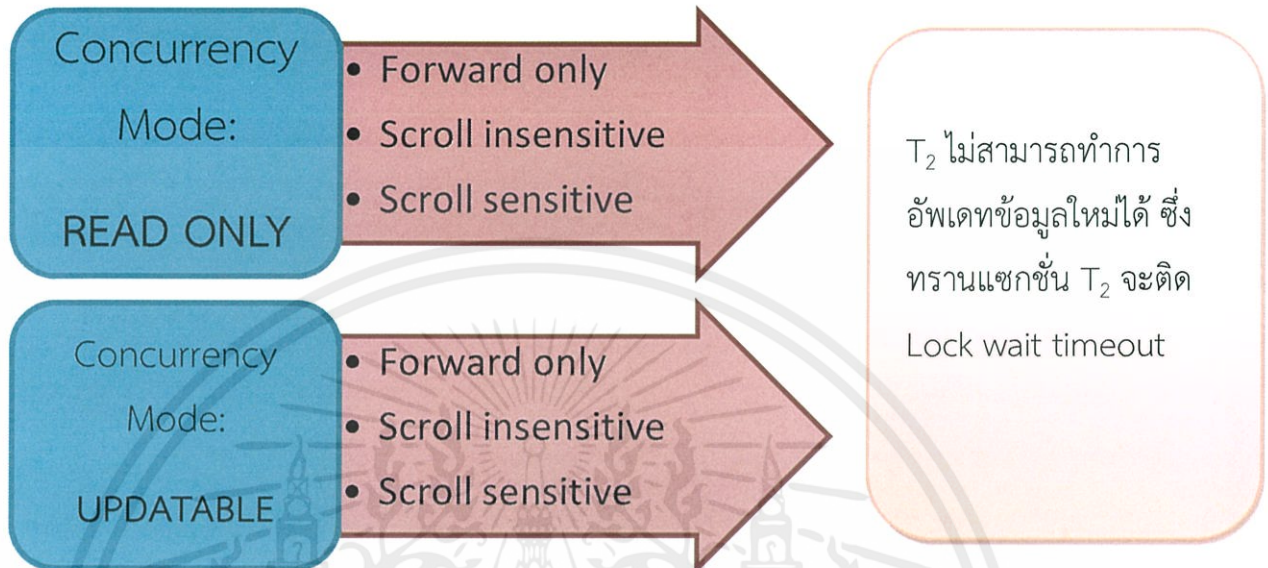 Concurrency
Mode:
READ ONLY
• Forward only
• Scroll insensitive
• Scroll sensitive
Concurrency
Mode:
UPDATABLE
• Forward only
• Scroll insensitive
• Scroll sensitive
T₂ ไม่สามารถทำการ
อัพเดทข้อมูลใหม่ได้ ซึ่ง
ทรานแซกชั่น T₂ จะติด
Lock wait timeout